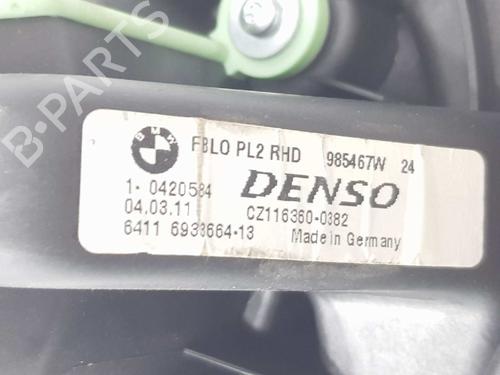 BMW
FBLO PL2 RHD 985467W 24
1- 0420584 DENSO
04.03.11 CZ116360-0382
6411 6933664-13 Made in Germany
B-PARTS